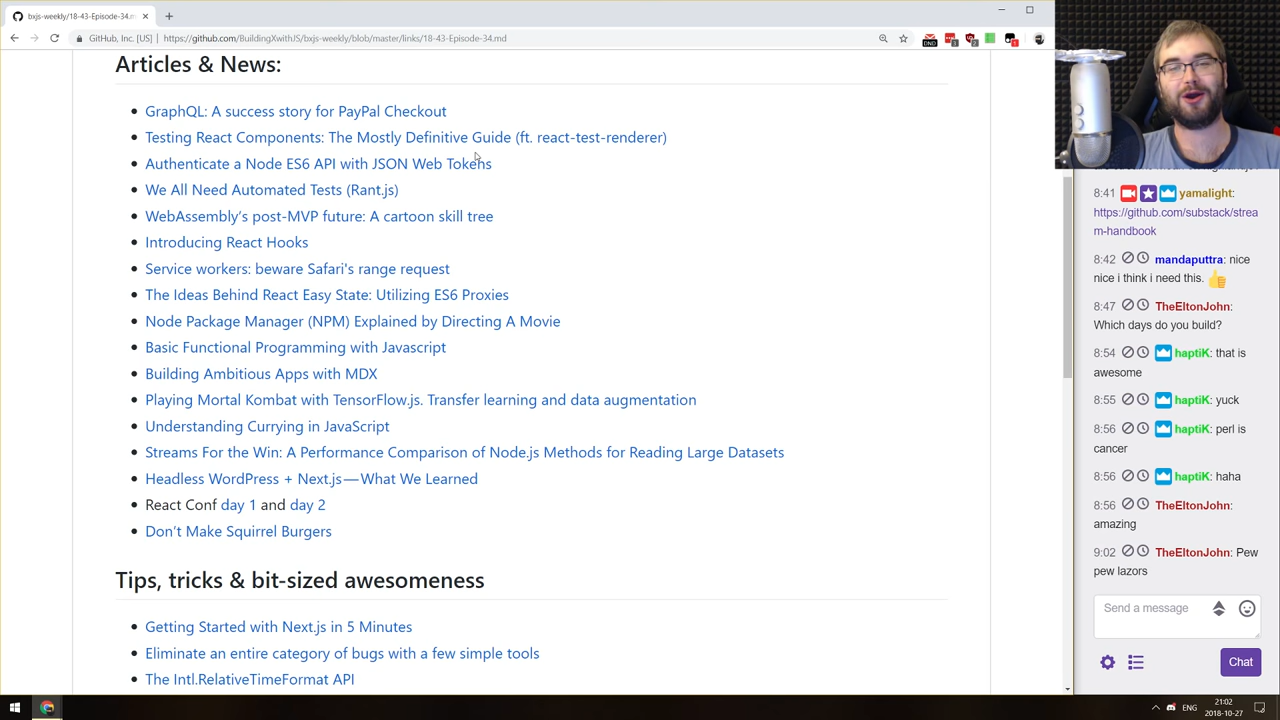 bxjs-weekly/18-43-Episode-34.m
GitHub, Inc. [US]
https://github.com/BuildingXwithJS/bxjs-weekly/blob/master/links/18-43-Episode-34.md
DND
Articles & News:
GraphQL: A success story for PayPal Checkout
Testing React Components: The Mostly Definitive Guide (ft. react-test-renderer)
Authenticate a Node ES6 API with JSON Web Tokens
We All Need Automated Tests (Rant.js)
WebAssembly's post-MVP future: A cartoon skill tree
Introducing React Hooks
Service workers: beware Safari's range request
The Ideas Behind React Easy State: Utilizing ES6 Proxies
Node Package Manager (NPM) Explained by Directing A Movie
Basic Functional Programming with Javascript
Building Ambitious Apps with MDX
Playing Mortal Kombat with TensorFlow.js. Transfer learning and data augmentation
Understanding Currying in JavaScript
Streams For the Win: A Performance Comparison of Node.js Methods for Reading Large Datasets
Headless WordPress + Next.js — What We Learned
React Conf day 1 and day 2
Don't Make Squirrel Burgers
Tips, tricks & bit-sized awesomeness
Getting Started with Next.js in 5 Minutes
Eliminate an entire category of bugs with a few simple tools
The Intl.RelativeTimeFormat API
8:41 yamalight:
https://github.com/substack/strea
m-handbook
8:42 mandaputtra: nice
nice i think i need this.
8:47 TheEltonJohn:
Which days do you build?
8:54 haptiK: that is
awesome
8:55 haptiK: yuck
8:56 haptiK: perl is
cancer
8:56 haptiK: haha
8:56 TheEltonJohn:
amazing
9:02 TheEltonJohn: Pew
pew lazors
Send a message
Chat
ENG
21:02
2018-10-27